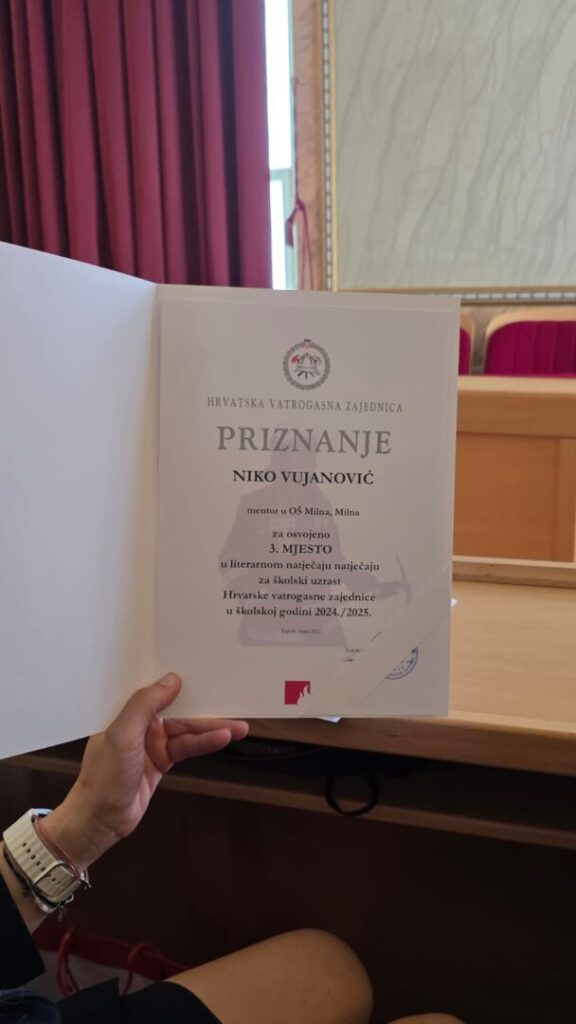 HRVATSKA VATROGASNA ZAJEDNICA
PRIZNANJE
NIKO VUJANOVIĆ
mentor u OŠ Milna, Milna
za osvojeno
3. MJESTO
u literarnom natječaju natječaju
za školski uzrast
Hrvatske vatrogasne zajednice
u školskoj godini 2024./2025.